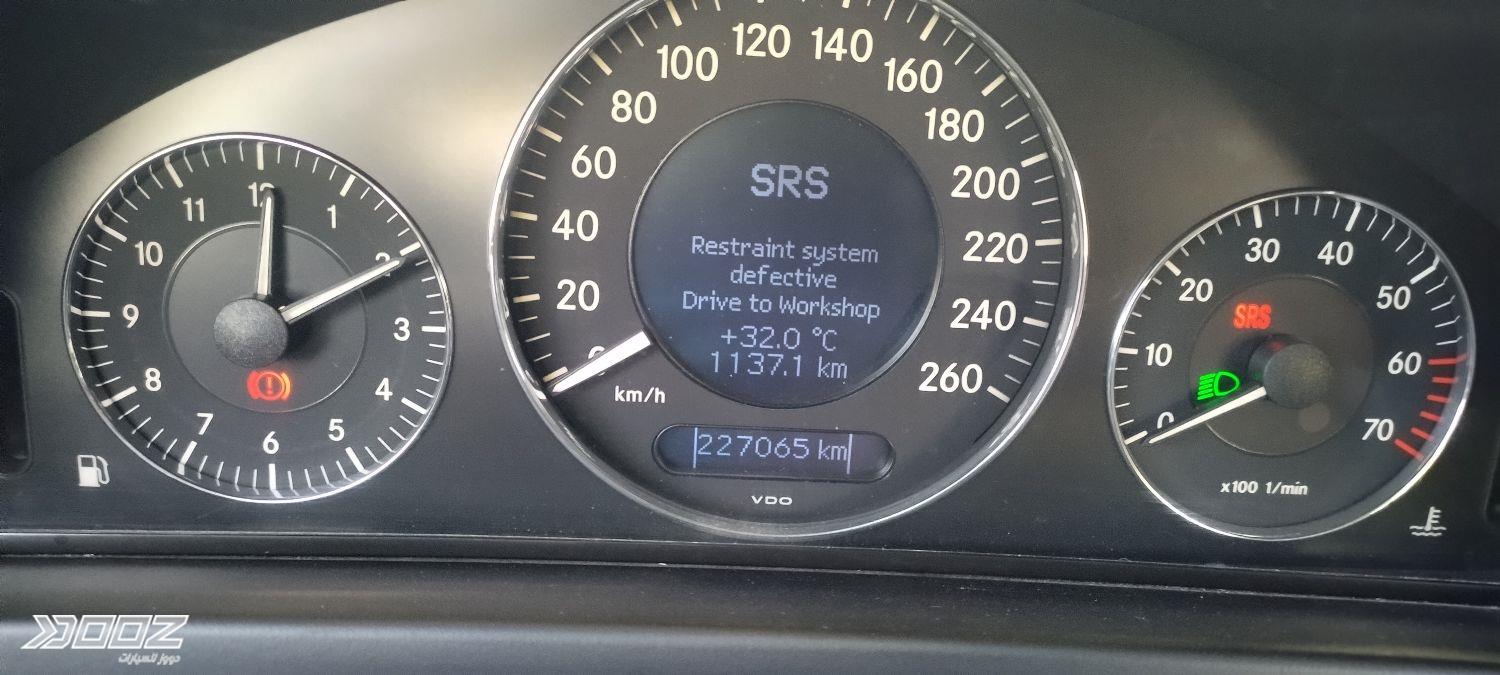 12
1
2
3
4
5
6
7
8
9
10
11
0
20
40
60
80
100
120
140
160
180
200
220
240
260
km/h
SRS
Restraint system
defective
Drive to Workshop
+32.0 °C
1137.1 km
227065 km
VDO
0
10
20
30
40
50
60
70
SRS
x100 1/min
DOOZ
دووز للسيارات